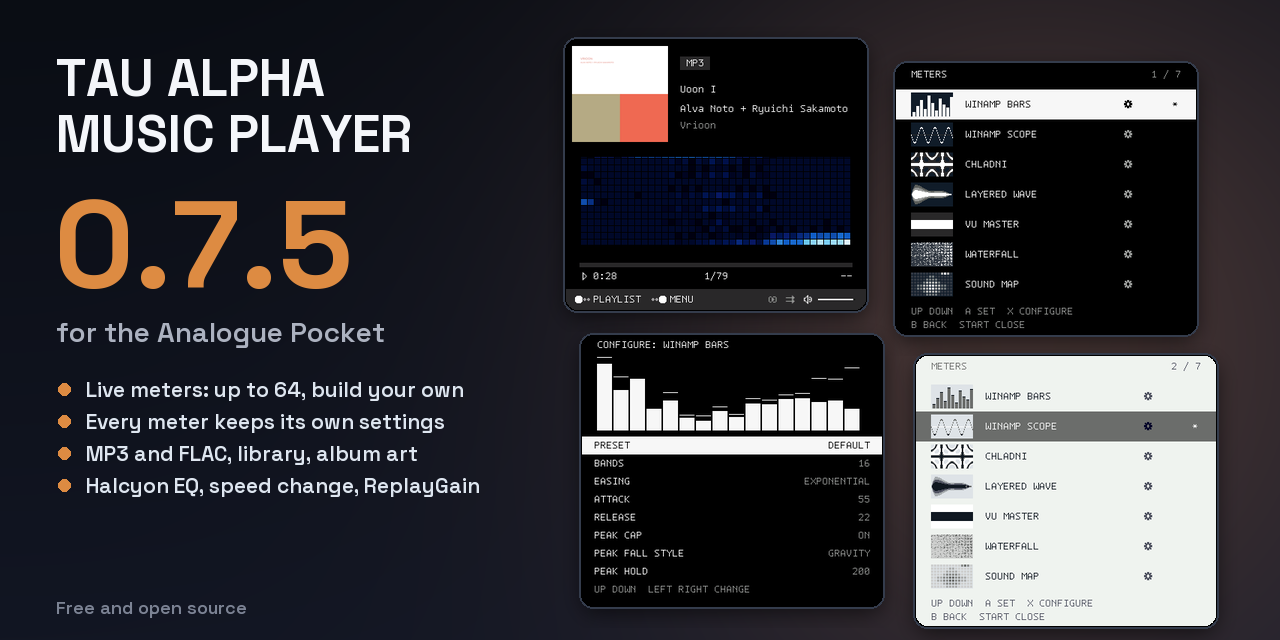 TAU ALPHA
MUSIC PLAYER
0.7.5
for the Analogue Pocket
Live meters: up to 64, build your own
Every meter keeps its own settings
MP3 and FLAC, library, album art
Halcyon EQ, speed change, ReplayGain
Free and open source
MP3
Uoon I
Alva Noto + Ryuichi Sakamoto
Vrioon
0:28 1/79 --
PLAYLIST MENU
METERS 1 / 7
WINAMP BARS *
WINAMP SCOPE
CHLADNI
LAYERED WAVE
VU MASTER
WATERFALL
SOUND MAP
UP DOWN A SET X CONFIGURE
B BACK START CLOSE
CONFIGURE: WINAMP BARS
PRESET DEFAULT
BANDS 16
EASING EXPONENTIAL
ATTACK 55
RELEASE 22
PEAK CAP ON
PEAK FALL STYLE GRAVITY
PEAK HOLD 200
UP DOWN LEFT RIGHT CHANGE
METERS 2 / 7
WINAMP BARS
WINAMP SCOPE *
CHLADNI
LAYERED WAVE
VU MASTER
WATERFALL
SOUND MAP
UP DOWN A SET X CONFIGURE
B BACK START CLOSE